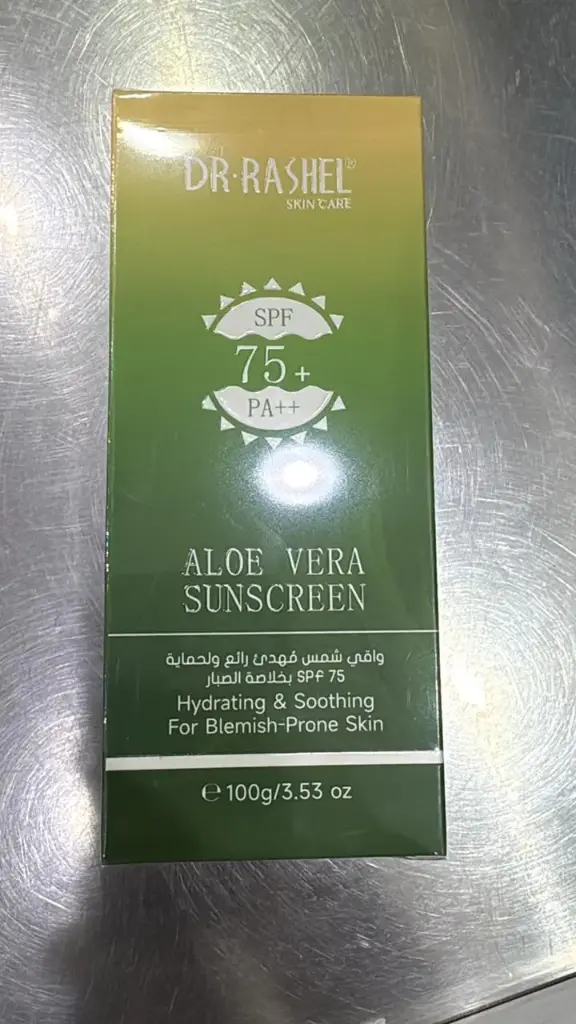 DR·RASHEL
SKIN CARE
SPF
75+
PA++
ALOE VERA
SUNSCREEN
واقي شمس مُهدئ رائع ولحماية
SPF 75 بخلاصة الصبار
Hydrating & Soothing
For Blemish-Prone Skin
℮ 100g/3.53 oz